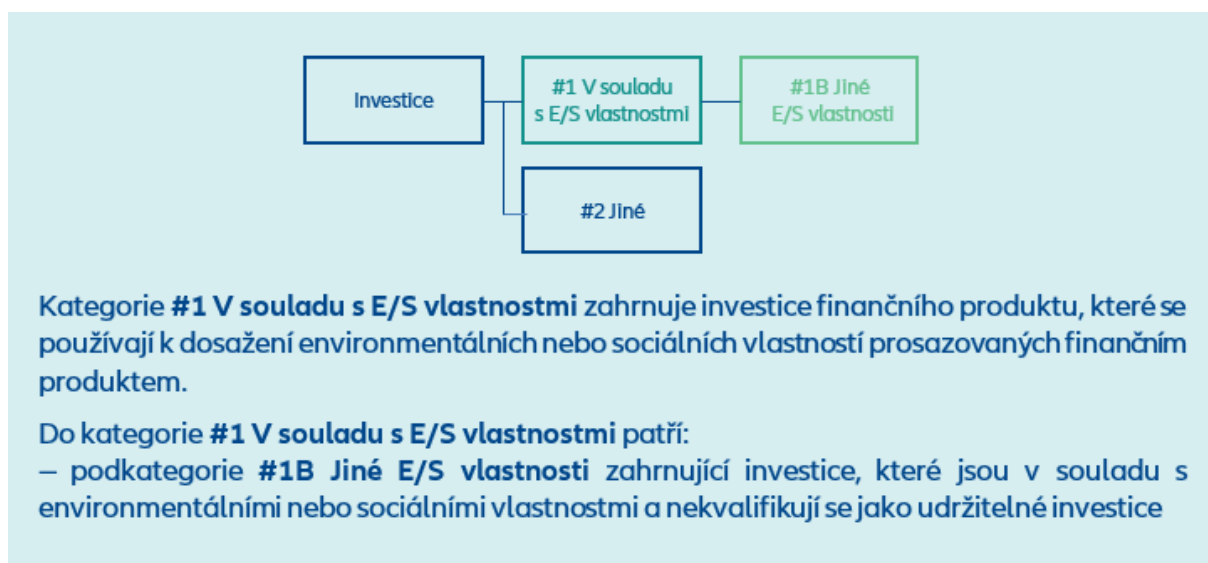 Investice
#1 V souladu
s E/S vlastnostmi
#1B Jiné
E/S vlastnosti
#2 Jiné
Kategorie #1 V souladu s E/S vlastnostmi zahrnuje investice finančního produktu, které se
používají k dosažení environmentálních nebo sociálních vlastností prosazovaných finančním
produktem.
Do kategorie #1 V souladu s E/S vlastnostmi patří:
– podkategorie #1B Jiné E/S vlastnosti zahrnující investice, které jsou v souladu s
environmentálními nebo sociálními vlastnostmi a nekvalifikují se jako udržitelné investice